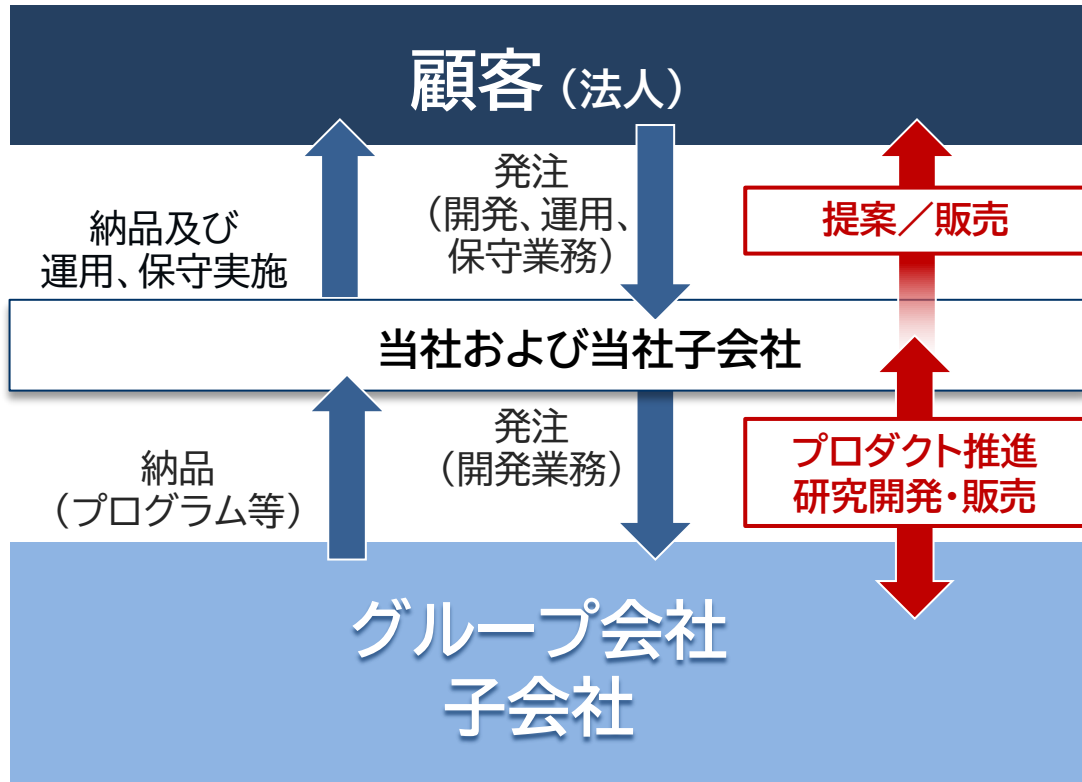 顧客（法人）
納品及び
運用、保守実施
発注
（開発、運用、
保守業務）
提案／販売
当社および当社子会社
納品
（プログラム等）
発注
（開発業務）
プロダクト推進
研究開発・販売
グループ会社
子会社